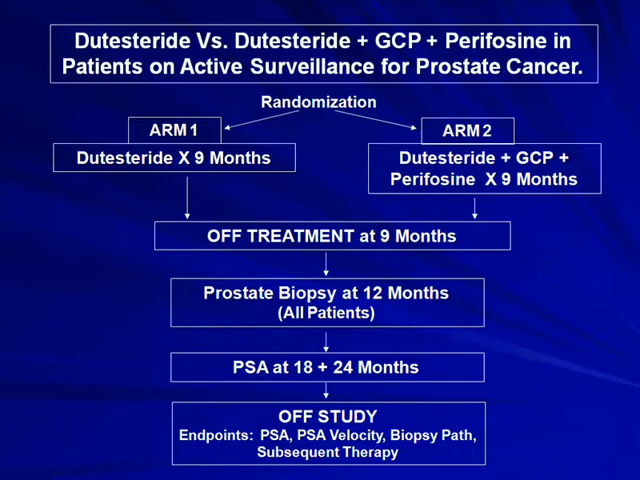 Dutesteride Vs. Dutesteride + GCP + Perifosine in
Patients on Active Surveillance for Prostate Cancer.
Randomization
ARM 1
Dutesteride X 9 Months
ARM 2
Dutesteride + GCP +
Perifosine X 9 Months
OFF TREATMENT at 9 Months
Prostate Biopsy at 12 Months
(All Patients)
PSA at 18 + 24 Months
OFF STUDY
Endpoints: PSA, PSA Velocity, Biopsy Path,
Subsequent Therapy